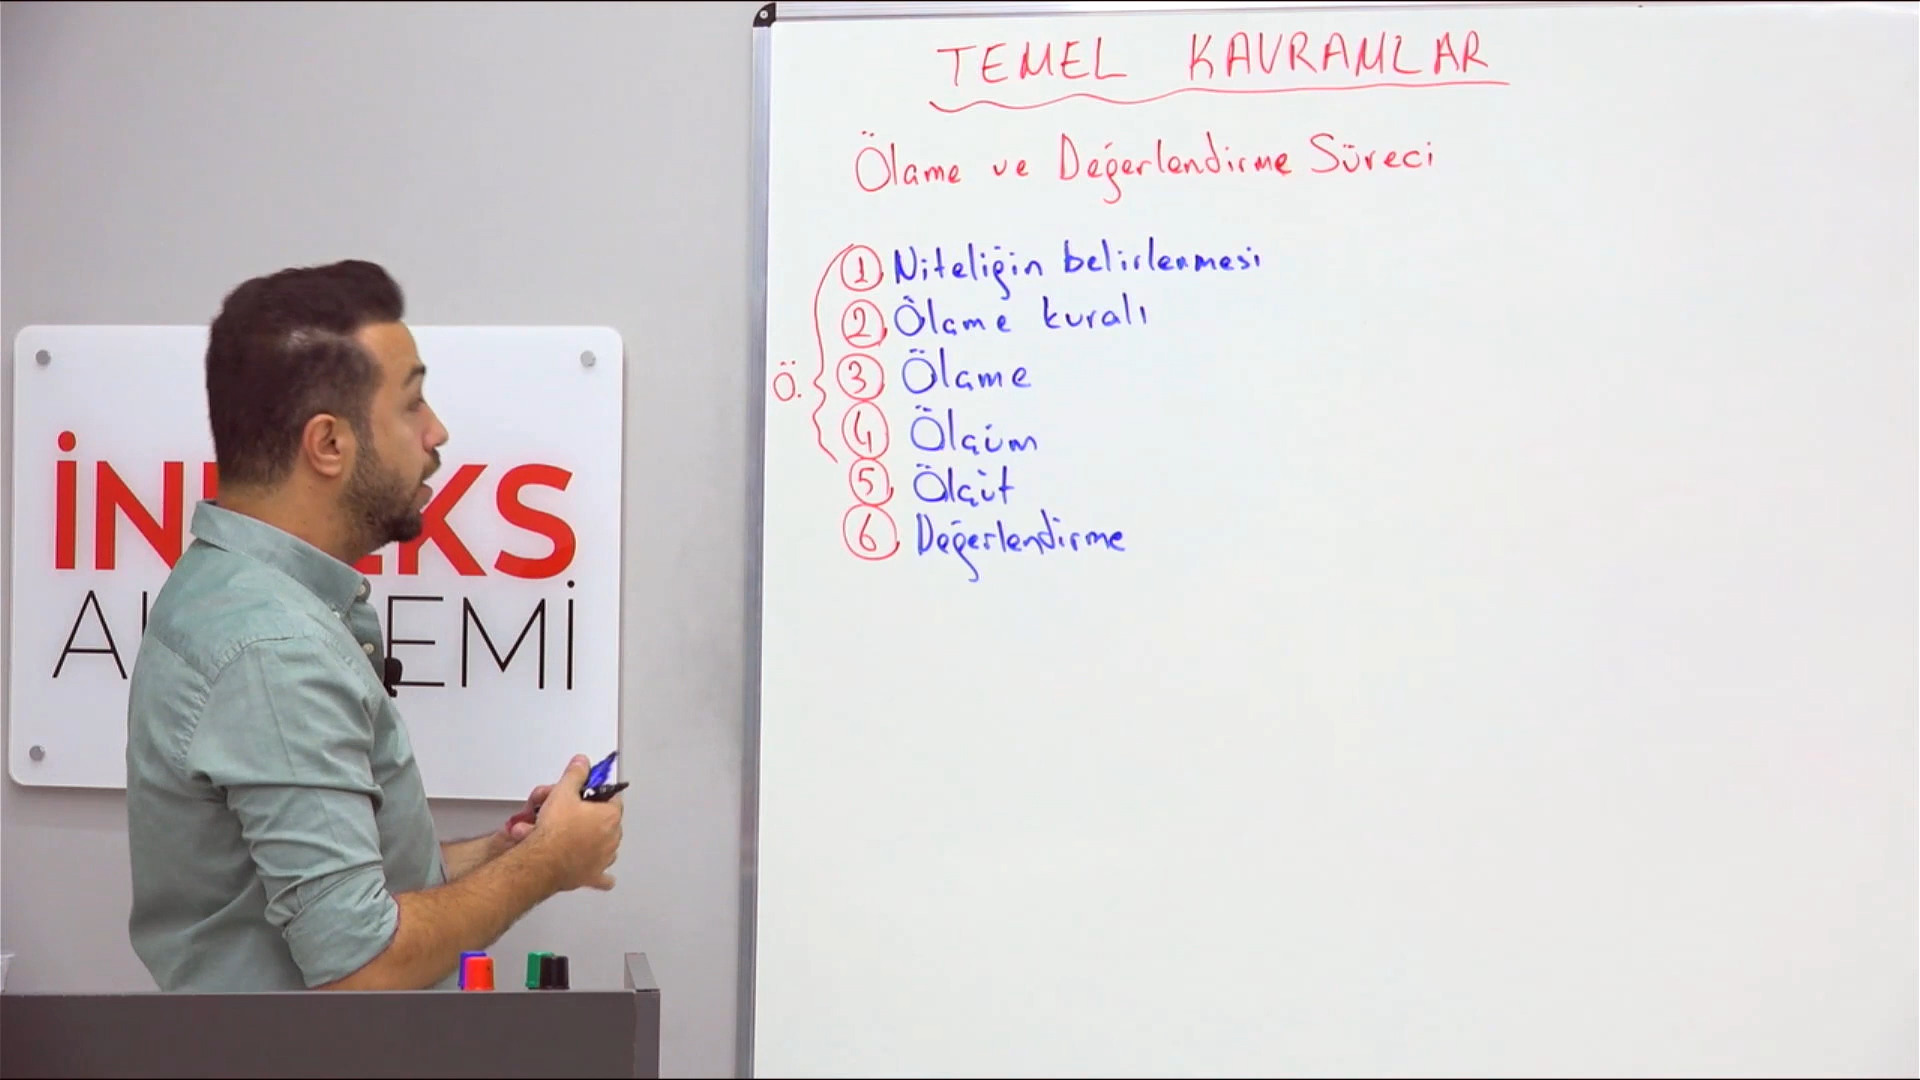 TEMEL KAVRAMLAR
Ölçme ve Değerlendirme Süreci
1 Niteliğin belirlenmesi
2 Ölçme kuralı
Ö. 3 Ölçme
4 Ölçüm
5 Ölçüt
6 Değerlendirme
İN KS
A EMİ